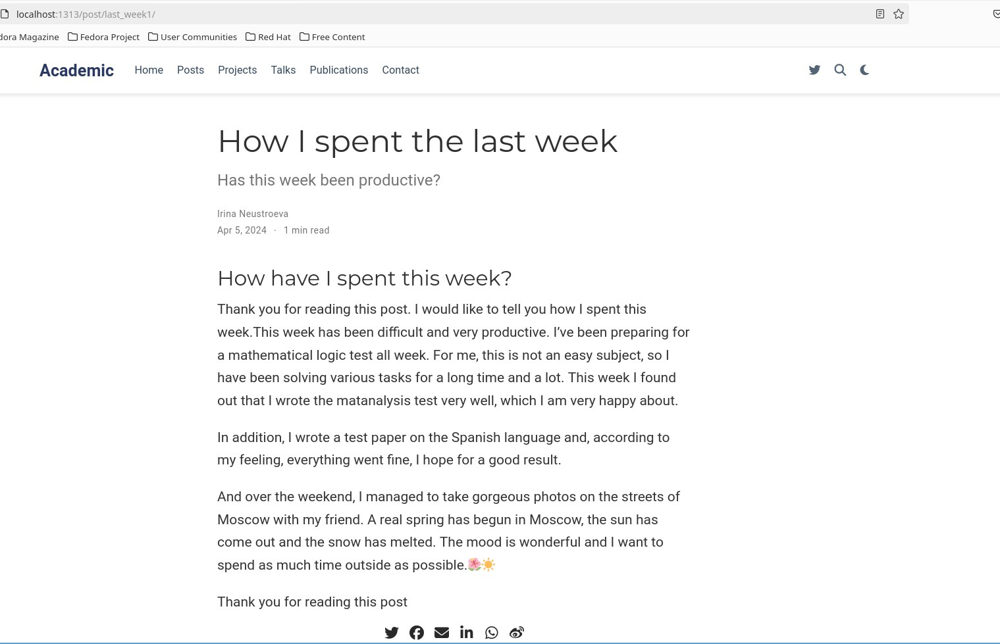 localhost:1313/post/last_week1/
dora Magazine Fedora Project User Communities Red Hat Free Content
Academic Home Posts Projects Talks Publications Contact
How I spent the last week
Has this week been productive?
Irina Neustroeva
Apr 5, 2024 · 1 min read
How have I spent this week?
Thank you for reading this post. I would like to tell you how I spent this
week.This week has been difficult and very productive. I’ve been preparing for
a mathematical logic test all week. For me, this is not an easy subject, so I
have been solving various tasks for a long time and a lot. This week I found
out that I wrote the matanalysis test very well, which I am very happy about.
In addition, I wrote a test paper on the Spanish language and, according to
my feeling, everything went fine, I hope for a good result.
And over the weekend, I managed to take gorgeous photos on the streets of
Moscow with my friend. A real spring has begun in Moscow, the sun has
come out and the snow has melted. The mood is wonderful and I want to
spend as much time outside as possible.🌺☀️
Thank you for reading this post